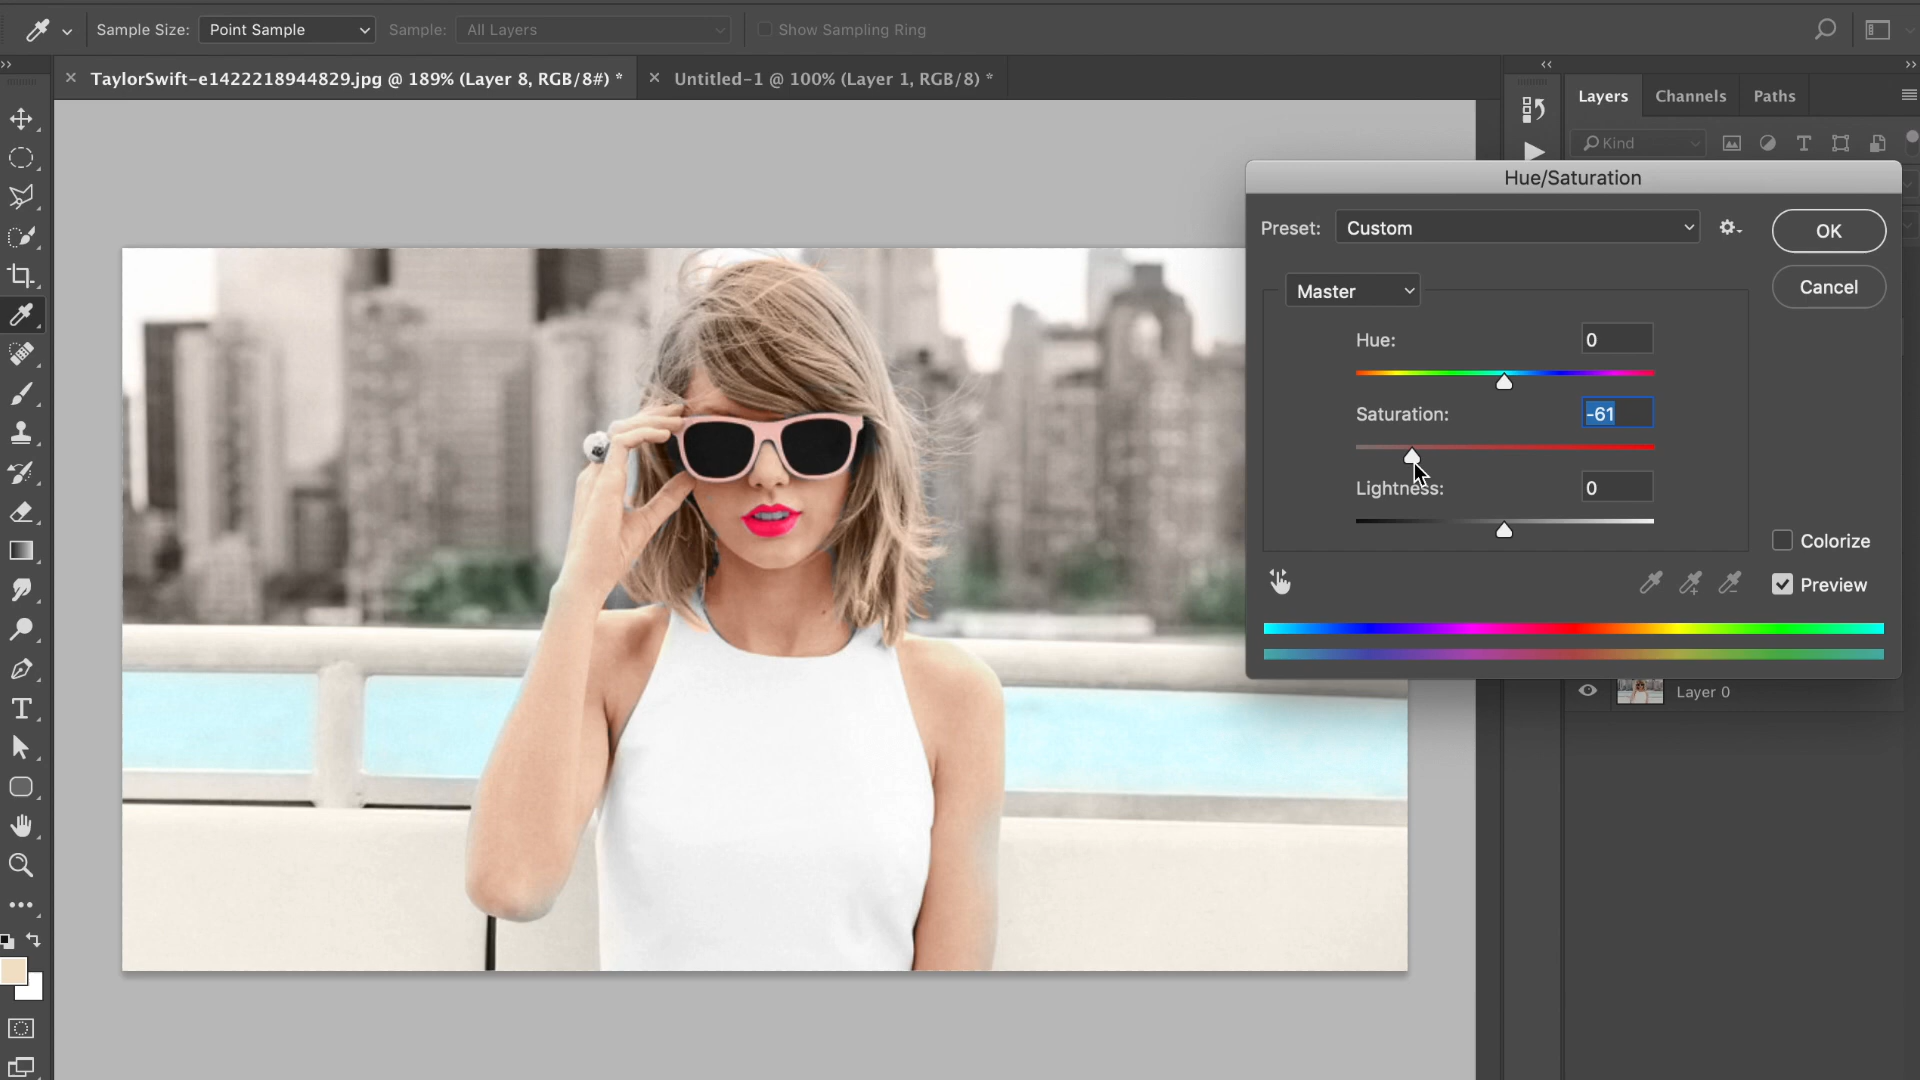 Sample Size: Point Sample Sample: All Layers Show Sampling Ring
TaylorSwift-e1422218944829.jpg @ 189% (Layer 8, RGB/8#) *
Untitled-1 @ 100% (Layer 1, RGB/8) *
Layers Channels Paths
Kind
Hue/Saturation
Preset: Custom
OK
Master
Cancel
Hue: 0
Saturation: -61
Lightness: 0
Colorize
Preview
Layer 0